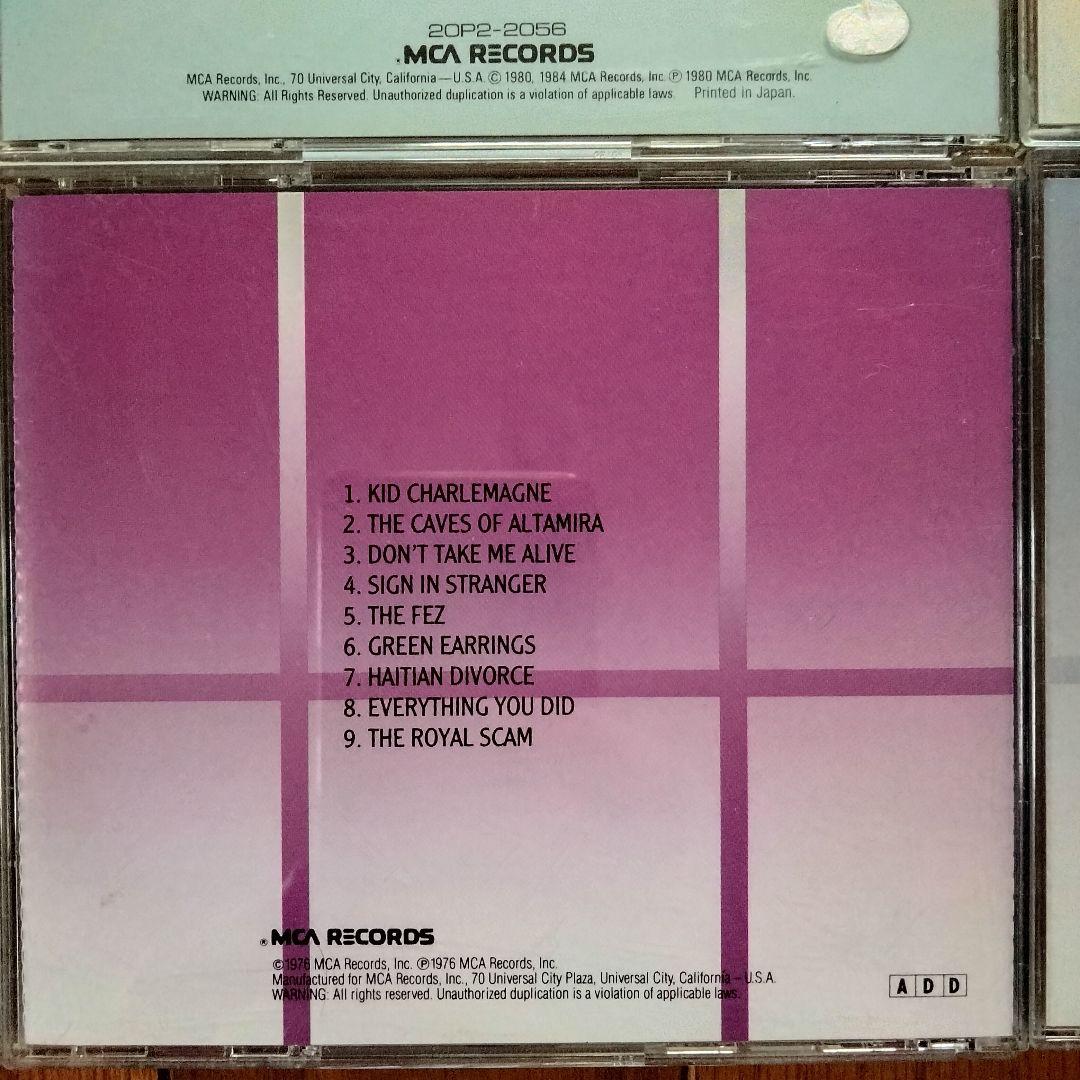 20P2-2056
MCA RECORDS
MCA Records, Inc., 70 Universal City, California—U.S.A. © 1980, 1984 MCA Records, Inc. ℗ 1980 MCA Records, Inc.
WARNING: All Rights Reserved. Unauthorized duplication is a violation of applicable laws. Printed in Japan.
1. KID CHARLEMAGNE
2. THE CAVES OF ALTAMIRA
3. DON'T TAKE ME ALIVE
4. SIGN IN STRANGER
5. THE FEZ
6. GREEN EARRINGS
7. HAITIAN DIVORCE
8. EVERYTHING YOU DID
9. THE ROYAL SCAM
® MCA RECORDS
©1976 MCA Records, Inc. ℗1976 MCA Records, Inc.
Manufactured for MCA Records, Inc., 70 Universal City Plaza, Universal City, California – U.S.A.
WARNING: All rights reserved. Unauthorized duplication is a violation of applicable laws.
A D D